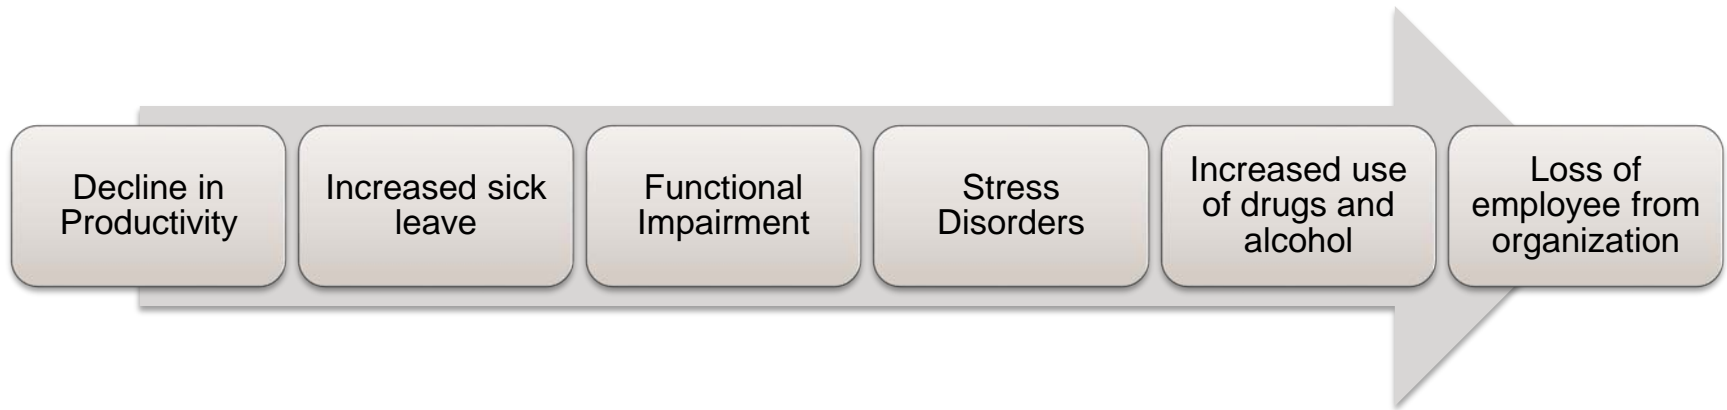 Decline in
Productivity
Increased sick
leave
Functional
Impairment
Stress
Disorders
Increased use
of drugs and
alcohol
Loss of
employee from
organization